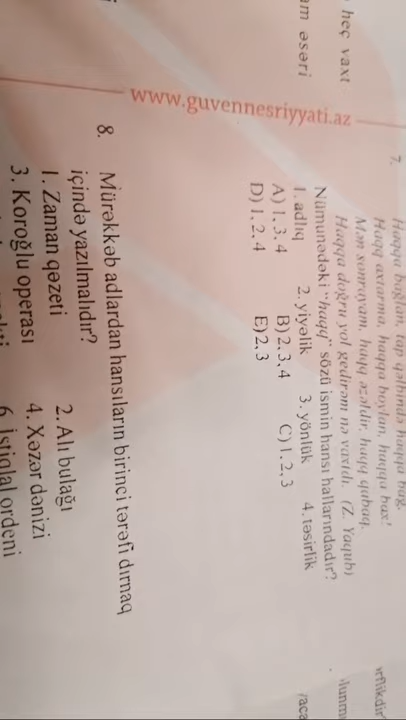 heç vaxt
əm əsəri
www.guvennesriyyati.az
7. Haqqa bağlan, tap qəlbində haqqa bağ,
Haqq axtarma, haqqa boylan, haqqa bax!
Mən sonrayam, haqq əzəldir, haqq qabaq,
Haqqa doğru yol gedirəm nə vaxtdı. (Z. Yaqub)
Nümunədəki "haqq" sözü ismin hansı hallarındadır?
1. adlıq 2. yiyəlik 3. yönlük 4. təsirlik
A) 1, 3, 4 B) 2, 3, 4 C) 1, 2, 3
D) 1, 2, 4 E) 2, 3
8. Mürəkkəb adlardan hansıların birinci tərəfi dırnaq
içində yazılmalıdır?
1. Zaman qəzeti 2. Alı bulağı
3. Koroğlu operası 4. Xəzər dənizi
6. İstiqlal ordeni